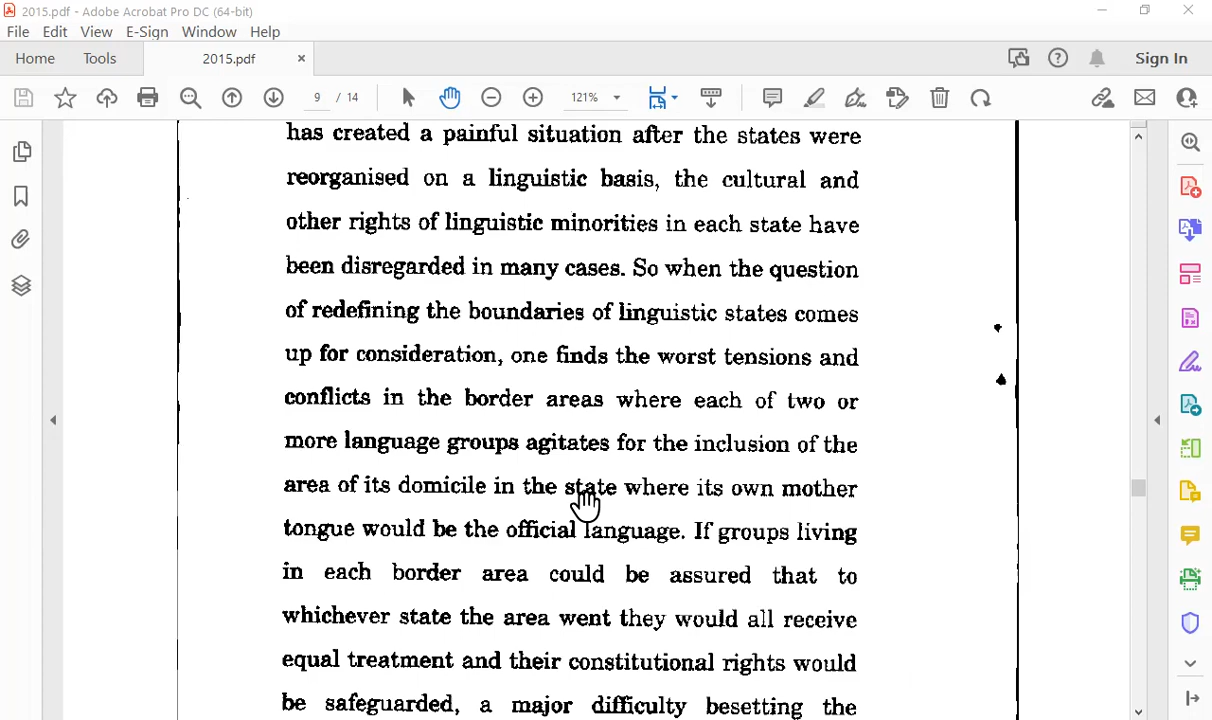 2015.pdf - Adobe Acrobat Pro DC (64-bit)
File Edit View E-Sign Window Help
Home Tools 2015.pdf × Sign In
9 / 14 121%
has created a painful situation after the states were
reorganised on a linguistic basis, the cultural and
other rights of linguistic minorities in each state have
been disregarded in many cases. So when the question
of redefining the boundaries of linguistic states comes
up for consideration, one finds the worst tensions and
conflicts in the border areas where each of two or
more language groups agitates for the inclusion of the
area of its domicile in the state where its own mother
tongue would be the official language. If groups living
in each border area could be assured that to
whichever state the area went they would all receive
equal treatment and their constitutional rights would
be safeguarded, a major difficulty besetting the